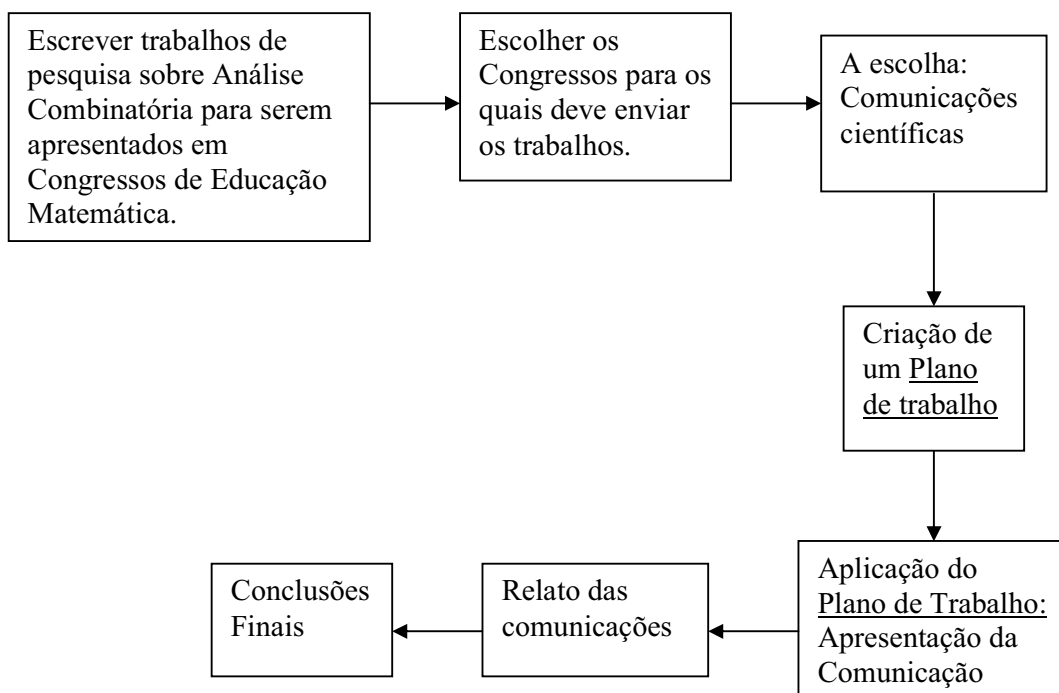 Escrever trabalhos de
pesquisa sobre Análise
Combinatória para serem
apresentados em
Congressos de Educação
Matemática.
Escolher os
Congressos para os
quais deve enviar
os trabalhos.
A escolha:
Comunicações
científicas
Criação de
um Plano
de trabalho
Aplicação do
Plano de Trabalho:
Apresentação da
Comunicação
Relato das
comunicações
Conclusões
Finais